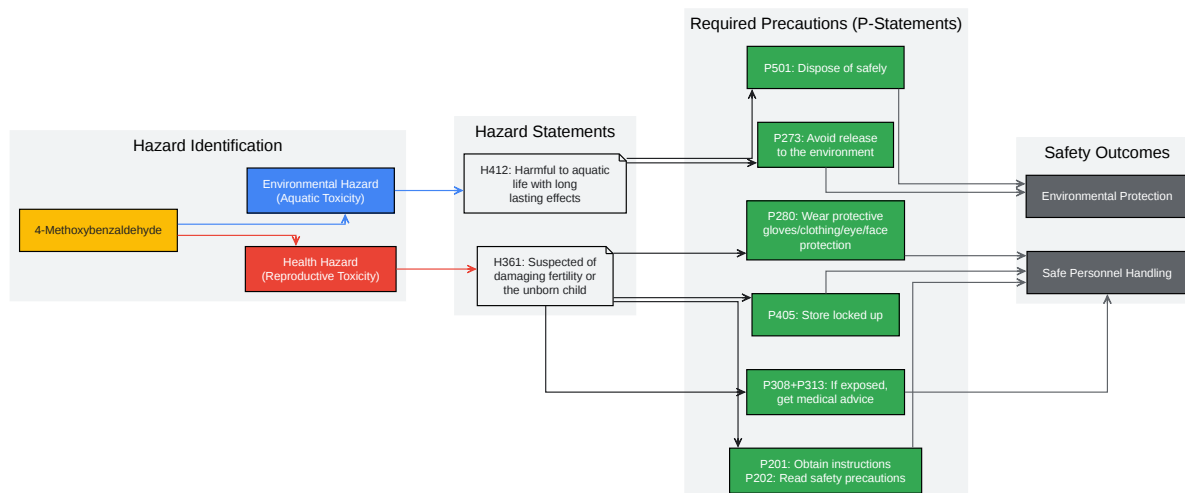 Hazard Identification
4-Methoxybenzaldehyde
Environmental Hazard
(Aquatic Toxicity)
Health Hazard
(Reproductive Toxicity)
Hazard Statements
H412: Harmful to aquatic
life with long
lasting effects
H361: Suspected of
damaging fertility or
the unborn child
Required Precautions (P-Statements)
P501: Dispose of safely
P273: Avoid release
to the environment
P280: Wear protective
gloves/clothing/eye/face
protection
P405: Store locked up
P308+P313: If exposed,
get medical advice
P201: Obtain instructions
P202: Read safety precautions
Safety Outcomes
Environmental Protection
Safe Personnel Handling